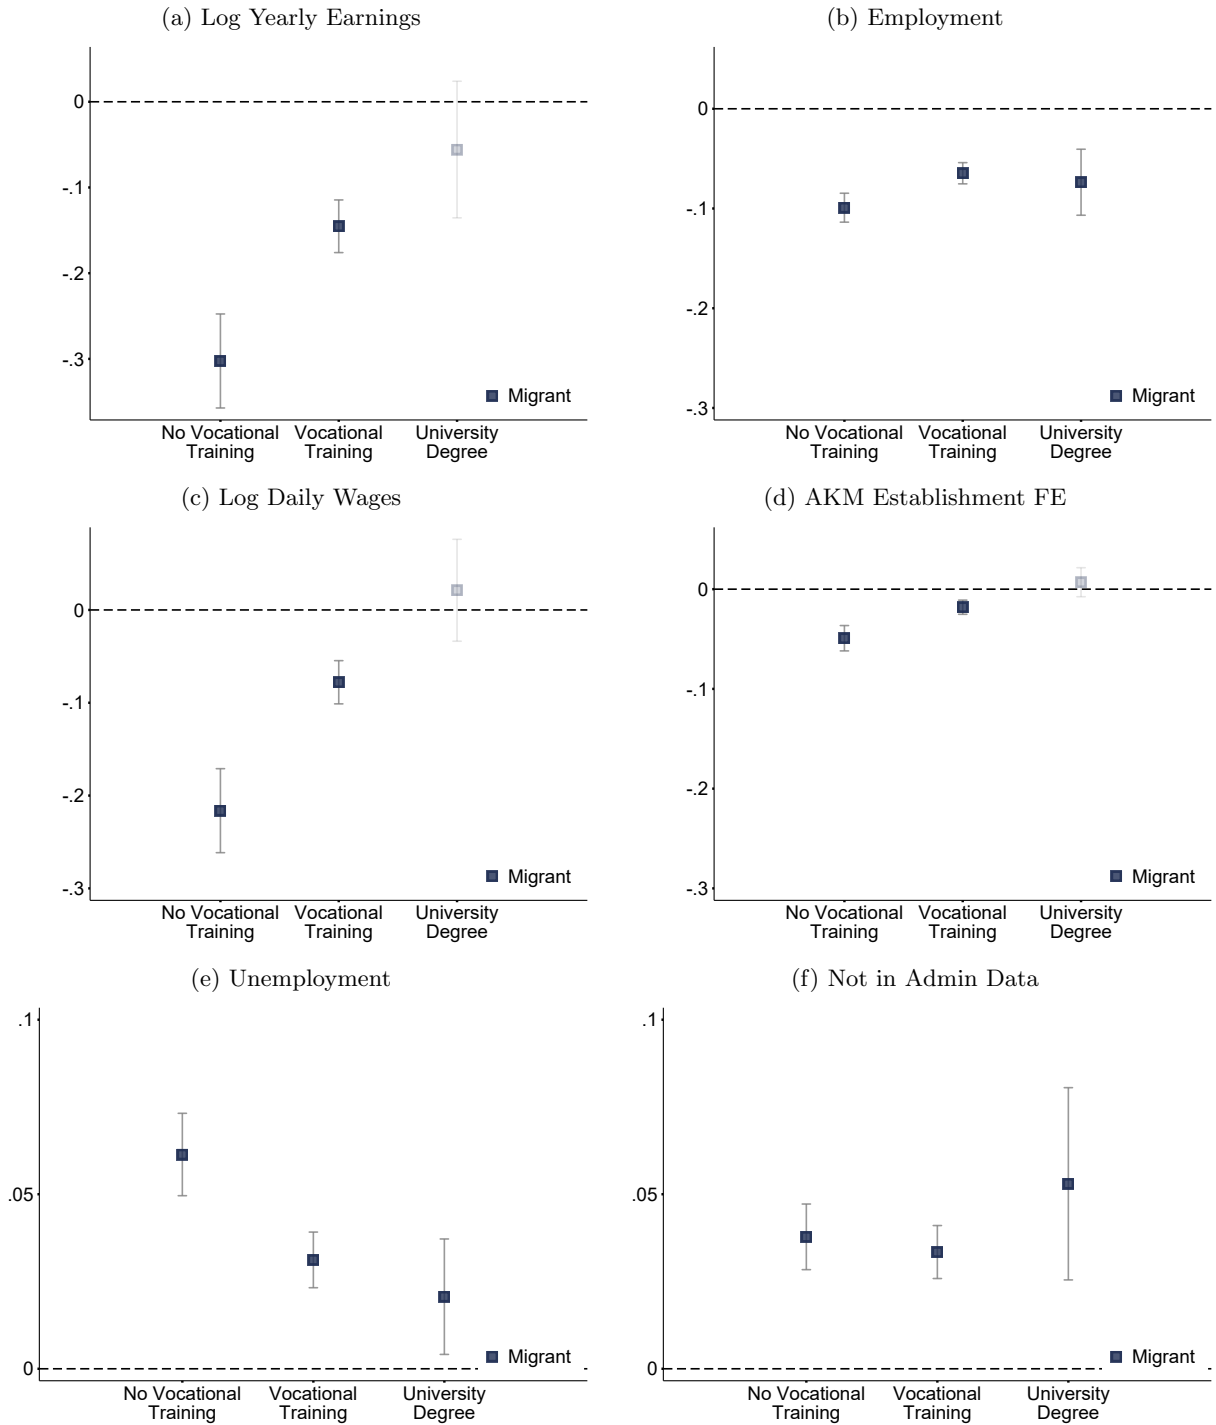 (a) Log Yearly Earnings
0
-.1
-.2
-.3
Migrant
No Vocational Vocational University
Training Training Degree
(b) Employment
0
-.1
-.2
-.3
Migrant
No Vocational Vocational University
Training Training Degree
(c) Log Daily Wages
0
-.1
-.2
-.3
Migrant
No Vocational Vocational University
Training Training Degree
(d) AKM Establishment FE
0
-.1
-.2
-.3
Migrant
No Vocational Vocational University
Training Training Degree
(e) Unemployment
.1
.05
0
Migrant
No Vocational Vocational University
Training Training Degree
(f) Not in Admin Data
.1
.05
0
Migrant
No Vocational Vocational University
Training Training Degree